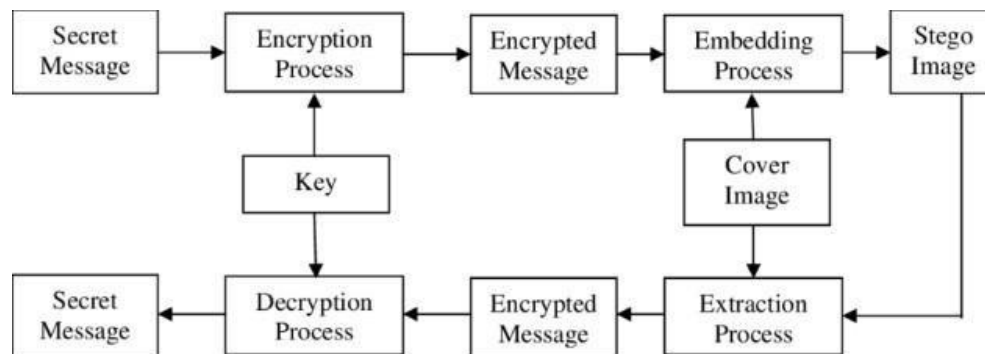 Secret
Message
Encryption
Process
Encrypted
Message
Embedding
Process
Stego
Image
Key
Cover
Image
Secret
Message
Decryption
Process
Encrypted
Message
Extraction
Process